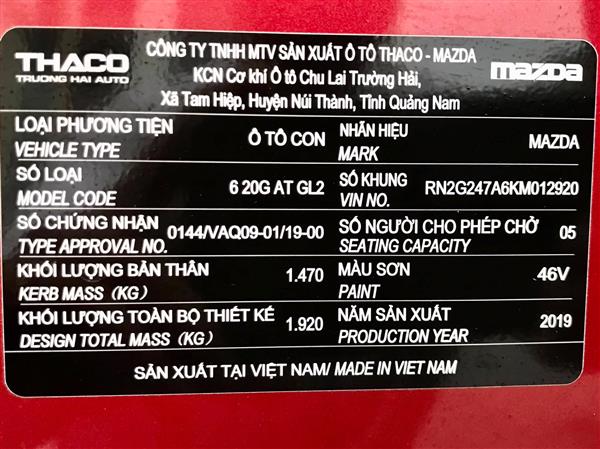 THACO
TRUONG HAI AUTO
CÔNG TY TNHH MTV SẢN XUẤT Ô TÔ THACO - MAZDA
KCN Cơ khí Ô tô Chu Lai Trường Hải,
Xã Tam Hiệp, Huyện Núi Thành, Tỉnh Quảng Nam
mazda
LOẠI PHƯƠNG TIỆN
VEHICLE TYPE
Ô TÔ CON
NHÃN HIỆU
MARK
MAZDA
SỐ LOẠI
MODEL CODE
6 20G AT GL2
SỐ KHUNG
VIN NO.
RN2G247A6KM012920
SỐ CHỨNG NHẬN
TYPE APPROVAL NO.
0144/VAQ09-01/19-00
SỐ NGƯỜI CHO PHÉP CHỞ
SEATING CAPACITY
05
KHỐI LƯỢNG BẢN THÂN
KERB MASS (KG)
1.470
MÀU SƠN
PAINT
46V
KHỐI LƯỢNG TOÀN BỘ THIẾT KẾ
DESIGN TOTAL MASS (KG)
1.920
NĂM SẢN XUẤT
PRODUCTION YEAR
2019
SẢN XUẤT TẠI VIỆT NAM/ MADE IN VIET NAM